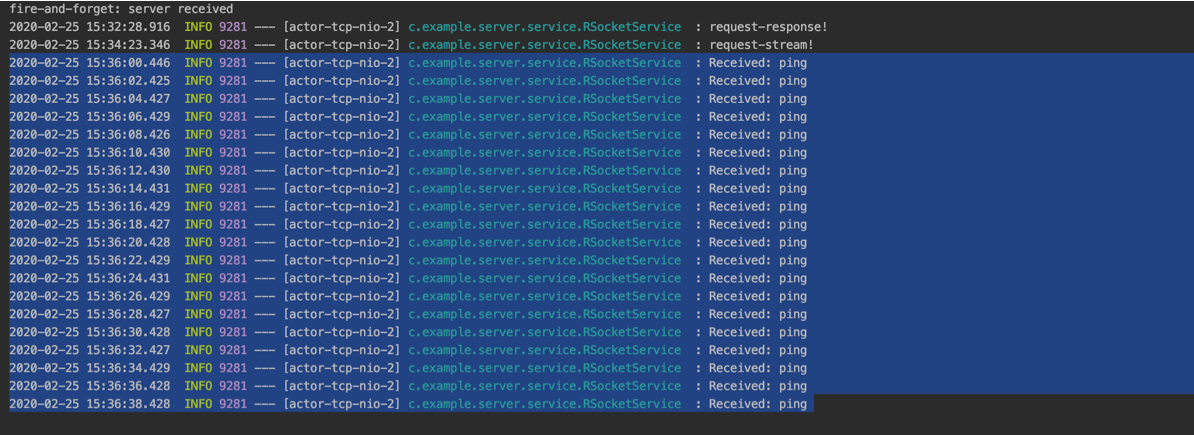 fire-and-forget: server received
2020-02-25 15:32:28.916  INFO 9281 --- [actor-tcp-nio-2] c.example.server.service.RSocketService  : request-response!
2020-02-25 15:34:23.346  INFO 9281 --- [actor-tcp-nio-2] c.example.server.service.RSocketService  : request-stream!
2020-02-25 15:36:00.446  INFO 9281 --- [actor-tcp-nio-2] c.example.server.service.RSocketService  : Received: ping
2020-02-25 15:36:02.425  INFO 9281 --- [actor-tcp-nio-2] c.example.server.service.RSocketService  : Received: ping
2020-02-25 15:36:04.427  INFO 9281 --- [actor-tcp-nio-2] c.example.server.service.RSocketService  : Received: ping
2020-02-25 15:36:06.429  INFO 9281 --- [actor-tcp-nio-2] c.example.server.service.RSocketService  : Received: ping
2020-02-25 15:36:08.426  INFO 9281 --- [actor-tcp-nio-2] c.example.server.service.RSocketService  : Received: ping
2020-02-25 15:36:10.430  INFO 9281 --- [actor-tcp-nio-2] c.example.server.service.RSocketService  : Received: ping
2020-02-25 15:36:12.430  INFO 9281 --- [actor-tcp-nio-2] c.example.server.service.RSocketService  : Received: ping
2020-02-25 15:36:14.431  INFO 9281 --- [actor-tcp-nio-2] c.example.server.service.RSocketService  : Received: ping
2020-02-25 15:36:16.429  INFO 9281 --- [actor-tcp-nio-2] c.example.server.service.RSocketService  : Received: ping
2020-02-25 15:36:18.427  INFO 9281 --- [actor-tcp-nio-2] c.example.server.service.RSocketService  : Received: ping
2020-02-25 15:36:20.428  INFO 9281 --- [actor-tcp-nio-2] c.example.server.service.RSocketService  : Received: ping
2020-02-25 15:36:22.429  INFO 9281 --- [actor-tcp-nio-2] c.example.server.service.RSocketService  : Received: ping
2020-02-25 15:36:24.431  INFO 9281 --- [actor-tcp-nio-2] c.example.server.service.RSocketService  : Received: ping
2020-02-25 15:36:26.429  INFO 9281 --- [actor-tcp-nio-2] c.example.server.service.RSocketService  : Received: ping
2020-02-25 15:36:28.427  INFO 9281 --- [actor-tcp-nio-2] c.example.server.service.RSocketService  : Received: ping
2020-02-25 15:36:30.428  INFO 9281 --- [actor-tcp-nio-2] c.example.server.service.RSocketService  : Received: ping
2020-02-25 15:36:32.427  INFO 9281 --- [actor-tcp-nio-2] c.example.server.service.RSocketService  : Received: ping
2020-02-25 15:36:34.429  INFO 9281 --- [actor-tcp-nio-2] c.example.server.service.RSocketService  : Received: ping
2020-02-25 15:36:36.428  INFO 9281 --- [actor-tcp-nio-2] c.example.server.service.RSocketService  : Received: ping
2020-02-25 15:36:38.428  INFO 9281 --- [actor-tcp-nio-2] c.example.server.service.RSocketService  : Received: ping